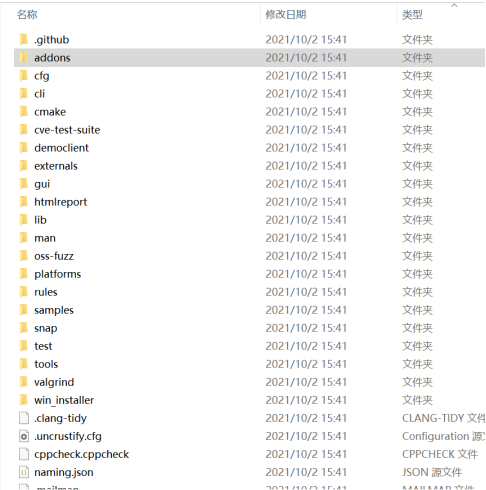 名称 修改日期 类型
.github 2021/10/2 15:41 文件夹
addons 2021/10/2 15:41 文件夹
cfg 2021/10/2 15:41 文件夹
cli 2021/10/2 15:41 文件夹
cmake 2021/10/2 15:41 文件夹
cve-test-suite 2021/10/2 15:41 文件夹
democlient 2021/10/2 15:41 文件夹
externals 2021/10/2 15:41 文件夹
gui 2021/10/2 15:41 文件夹
htmlreport 2021/10/2 15:41 文件夹
lib 2021/10/2 15:41 文件夹
man 2021/10/2 15:41 文件夹
oss-fuzz 2021/10/2 15:41 文件夹
platforms 2021/10/2 15:41 文件夹
rules 2021/10/2 15:41 文件夹
samples 2021/10/2 15:41 文件夹
snap 2021/10/2 15:41 文件夹
test 2021/10/2 15:41 文件夹
tools 2021/10/2 15:41 文件夹
valgrind 2021/10/2 15:41 文件夹
win_installer 2021/10/2 15:41 文件夹
.clang-tidy 2021/10/2 15:41 CLANG-TIDY 文件
.uncrustify.cfg 2021/10/2 15:41 Configuration 源
cppcheck.cppcheck 2021/10/2 15:41 CPPCHECK 文件
naming.json 2021/10/2 15:41 JSON 源文件
.mailmap 2021/10/2 15:41 MAILMAP 文件